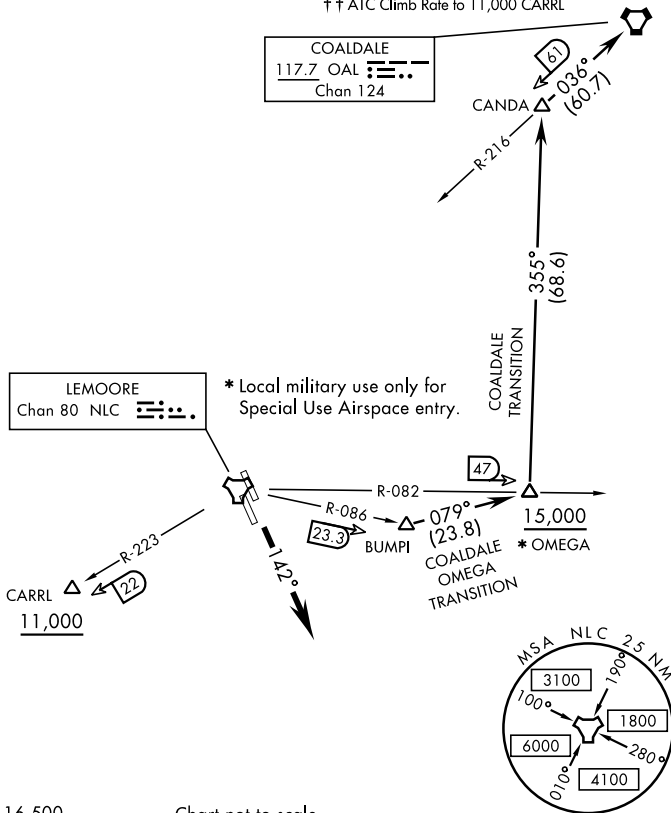 †† ATC Climb Rate to 11,000 CARRL
COALDALE
117.7 OAL
Chan 124
61
036°
(60.7)
CANDA
R-216
355°
(68.6)
COALDALE
TRANSITION
LEMOORE
Chan 80 NLC
* Local military use only for
Special Use Airspace entry.
47
R-082
R-086
079°
(23.8)
15,000
* OMEGA
23.3
BUMPI
COALDALE
OMEGA
TRANSITION
142°
R-223
22
CARRL
11,000
MSA NLC 25 NM
3100
190°
100°
1800
6000
280°
010°
4100
16,500
Chart not to scale